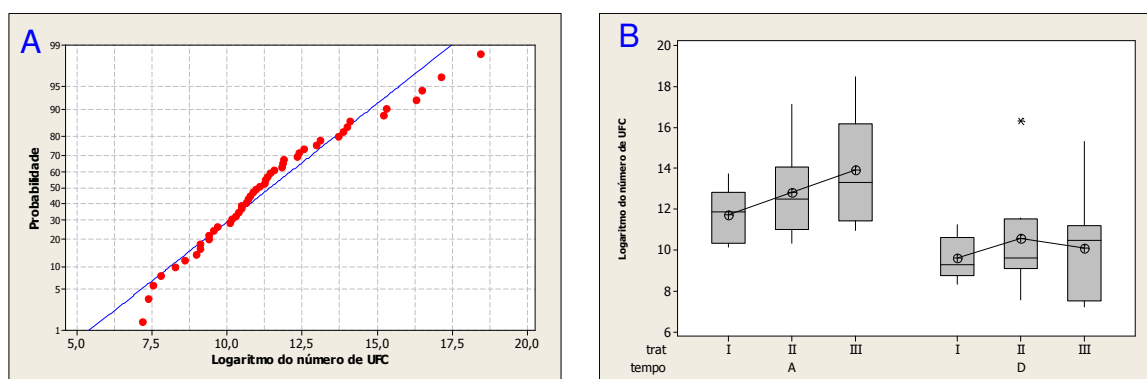 A
99
95
90
80
70
60
50
40
30
20
10
5
1
Probabilidade
5,0 7,5 10,0 12,5 15,0 17,5 20,0
Logaritmo do número de UFC
B
20
18
16
14
12
10
8
6
Logaritmo do número de UFC
trat I II III I II III
tempo A D